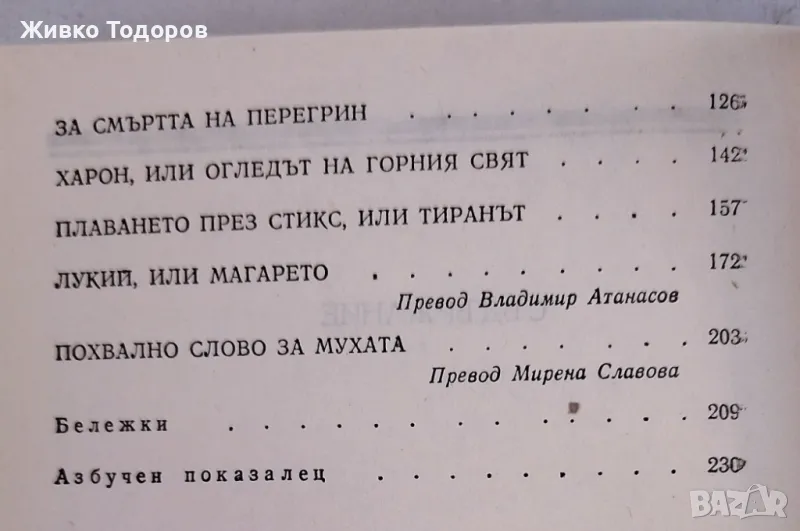 Живко Тодоров
ЗА СМЪРТТА НА ПЕРЕГРИН . . . . . . . . 126
ХАРОН, ИЛИ ОГЛЕДЪТ НА ГОРНИЯ СВЯТ . . . . 142
ПЛАВАНЕТО ПРЕЗ СТИКС, ИЛИ ТИРАНЪТ . . . . 157
ЛУКИЙ, ИЛИ МАГАРЕТО . . . . . . . . . 172
Превод Владимир Атанасов
ПОХВАЛНО СЛОВО ЗА МУХАТА . . . . . . . 203
Превод Мирена Славова
Бележки . . . . . . . . . . . . 209
Азбучен показалец . . . . . . . . . 230
BAZAR